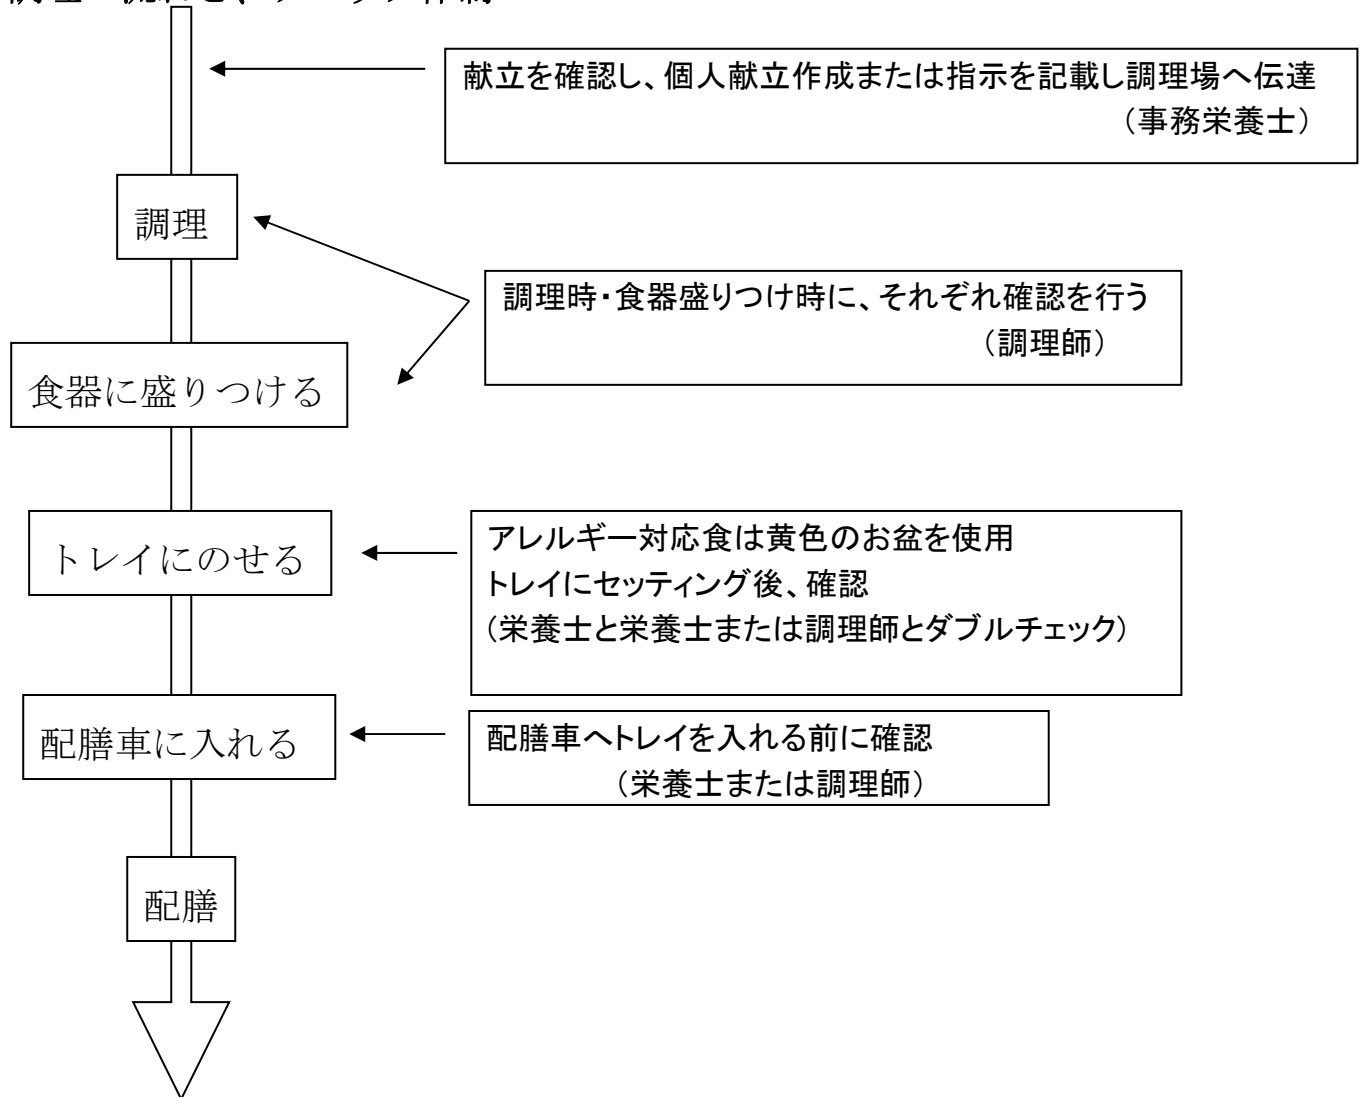 献立を確認し、個人献立作成または指示を記載し調理場へ伝達
（事務栄養士）
調理
調理時・食器盛りつけ時に、それぞれ確認を行う
（調理師）
食器に盛りつける
トレイにのせる
アレルギー対応食は黄色のお盆を使用
トレイにセッティング後、確認
（栄養士と栄養士または調理師とダブルチェック）
配膳車に入れる
配膳車へトレイを入れる前に確認
（栄養士または調理師）
配膳